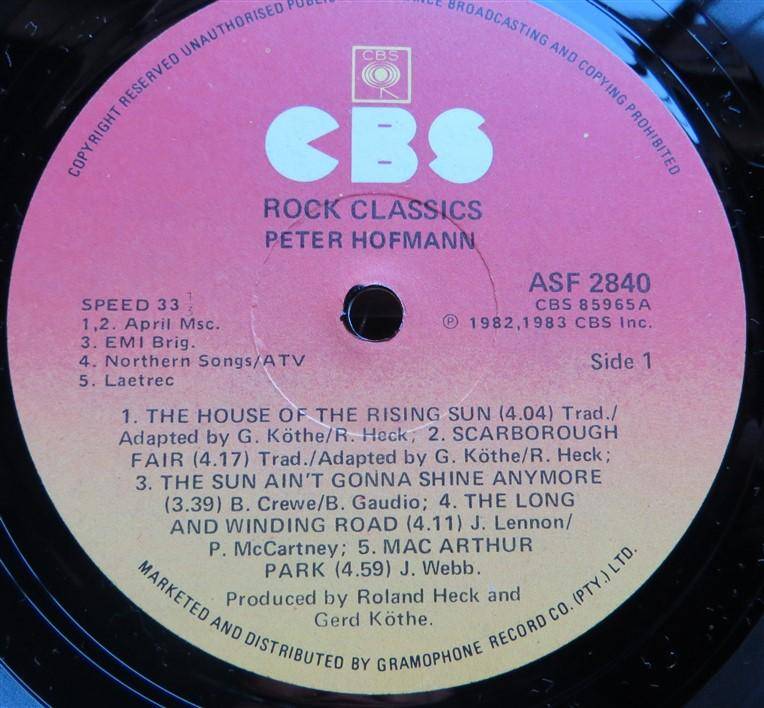 COPYRIGHT RESERVED UNAUTHORISED PUBLIC BROADCASTING AND COPYING PROHIBITED
CBS
CBS
ROCK CLASSICS
PETER HOFMANN
ASF 2840
CBS 85965A
℗ 1982,1983 CBS Inc.
Side 1
SPEED 33 1/3
1,2. April Msc.
3. EMI Brig.
4. Northern Songs/ATV
5. Laetrec
1. THE HOUSE OF THE RISING SUN (4.04) Trad./
Adapted by G. Köthe/R. Heck; 2. SCARBOROUGH
FAIR (4.17) Trad./Adapted by G. Köthe/R. Heck;
3. THE SUN AIN'T GONNA SHINE ANYMORE
(3.39) B. Crewe/B. Gaudio; 4. THE LONG
AND WINDING ROAD (4.11) J. Lennon/
P. McCartney; 5. MAC ARTHUR
PARK (4.59) J. Webb.
Produced by Roland Heck and
Gerd Köthe.
MARKETED AND DISTRIBUTED BY GRAMOPHONE RECORD CO. (PTY.) LTD.